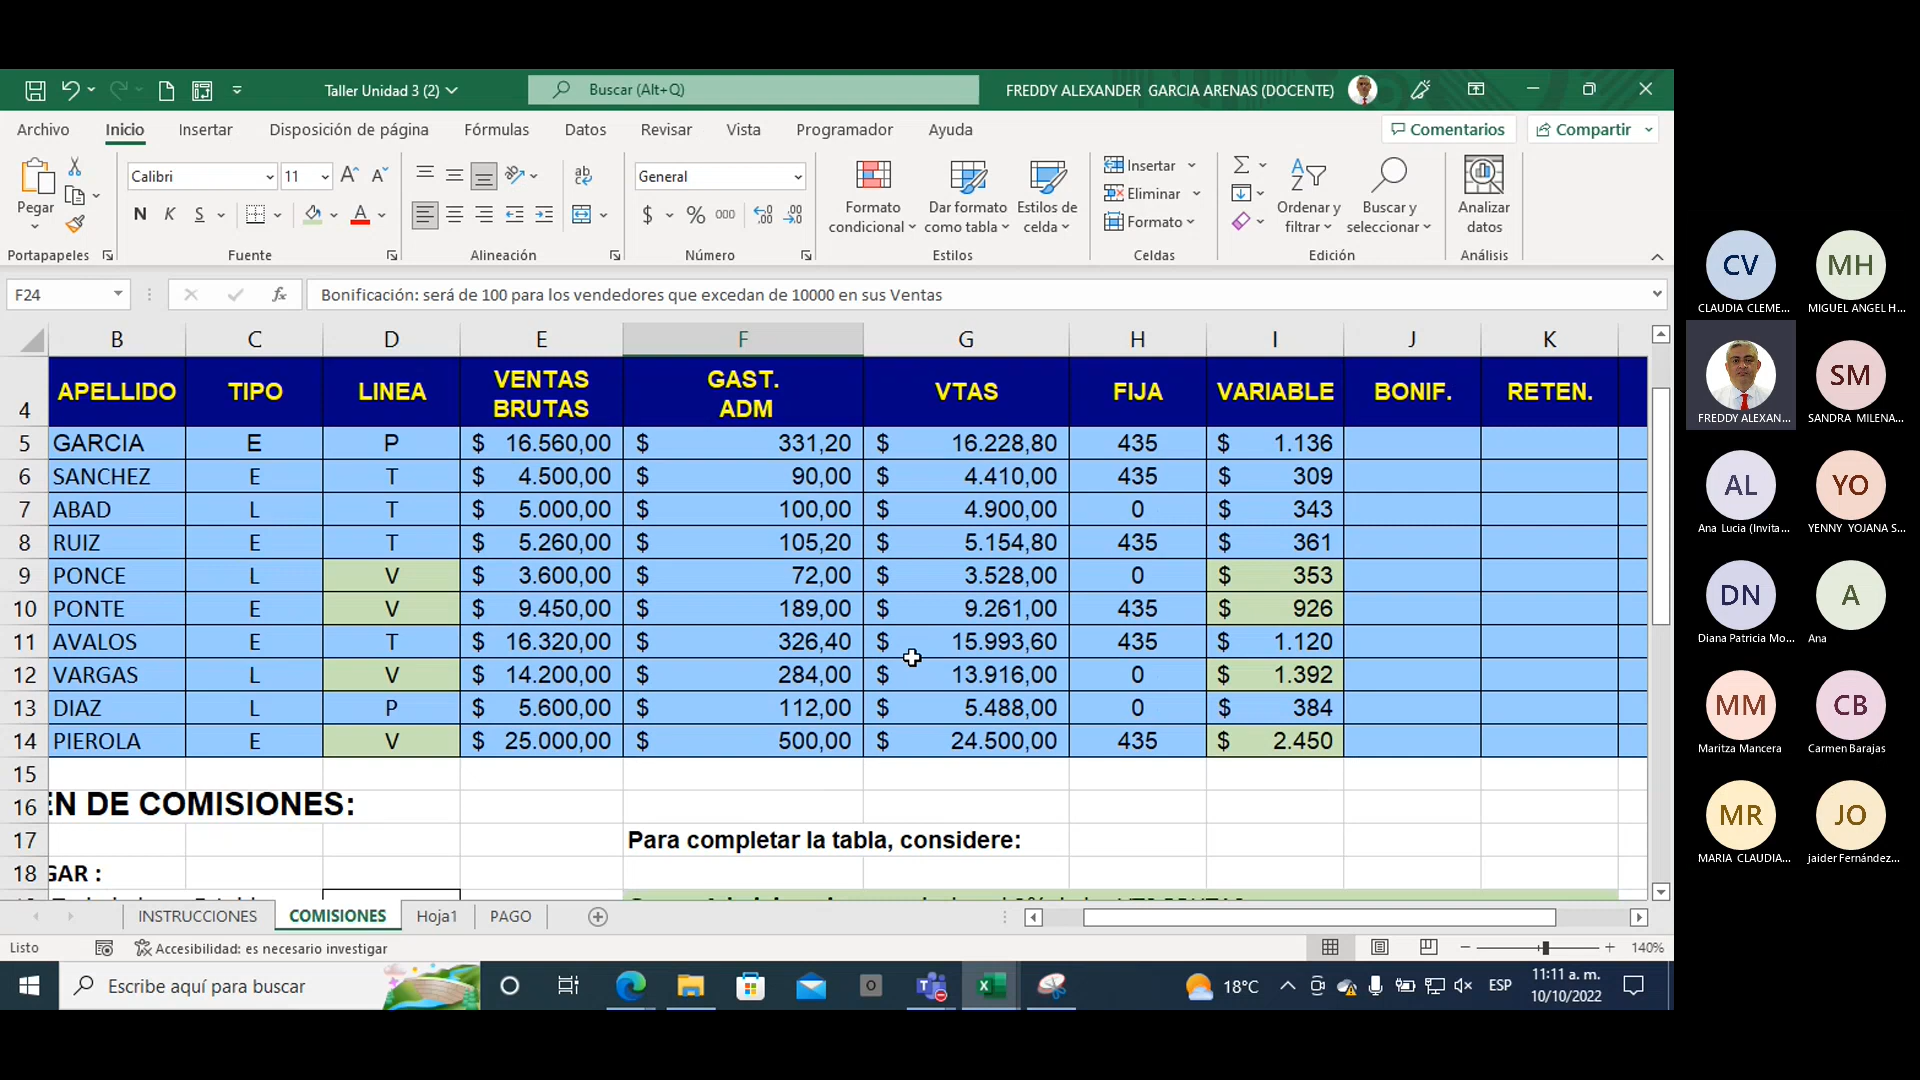 Taller Unidad 3 (2)
Buscar (Alt+Q)
FREDDY ALEXANDER GARCIA ARENAS (DOCENTE)
Archivo Inicio Insertar Disposición de página Fórmulas Datos Revisar Vista Programador Ayuda
Comentarios
Compartir
Pegar
Portapapeles
Calibri 11
N K S
Fuente
Alineación
General
$ % 000
Número
Formato condicional
Dar formato como tabla
Estilos de celda
Estilos
Insertar
Eliminar
Formato
Celdas
Ordenar y filtrar
Buscar y seleccionar
Edición
Analizar datos
Análisis
F24
fx
Bonificación: será de 100 para los vendedores que excedan de 10000 en sus Ventas
B C D E F G H I J K
4 APELLIDO TIPO LINEA VENTAS BRUTAS GAST. ADM VTAS FIJA VARIABLE BONIF. RETEN.
5 GARCIA E P $ 16.560,00 $ 331,20 $ 16.228,80 435 $ 1.136
6 SANCHEZ E T $ 4.500,00 $ 90,00 $ 4.410,00 435 $ 309
7 ABAD L T $ 5.000,00 $ 100,00 $ 4.900,00 0 $ 343
8 RUIZ E T $ 5.260,00 $ 105,20 $ 5.154,80 435 $ 361
9 PONCE L V $ 3.600,00 $ 72,00 $ 3.528,00 0 $ 353
10 PONTE E V $ 9.450,00 $ 189,00 $ 9.261,00 435 $ 926
11 AVALOS E T $ 16.320,00 $ 326,40 $ 15.993,60 435 $ 1.120
12 VARGAS L V $ 14.200,00 $ 284,00 $ 13.916,00 0 $ 1.392
13 DIAZ L P $ 5.600,00 $ 112,00 $ 5.488,00 0 $ 384
14 PIEROLA E V $ 25.000,00 $ 500,00 $ 24.500,00 435 $ 2.450
15
16 EN DE COMISIONES:
17 Para completar la tabla, considere:
18 GAR :
INSTRUCCIONES COMISIONES Hoja1 PAGO
Listo
Accesibilidad: es necesario investigar
140%
Escribe aquí para buscar
18°C
ESP
11:11 a. m.
10/10/2022
CV
CLAUDIA CLEME...
MH
MIGUEL ANGEL H...
FREDDY ALEXAN...
SM
SANDRA MILENA...
AL
Ana Lucia (Invita...
YO
YENNY YOJANA S...
DN
Diana Patricia Mo...
A
Ana
MM
Maritza Mancera
CB
Carmen Barajas
MR
MARIA CLAUDIA...
JO
jaider Fernández...